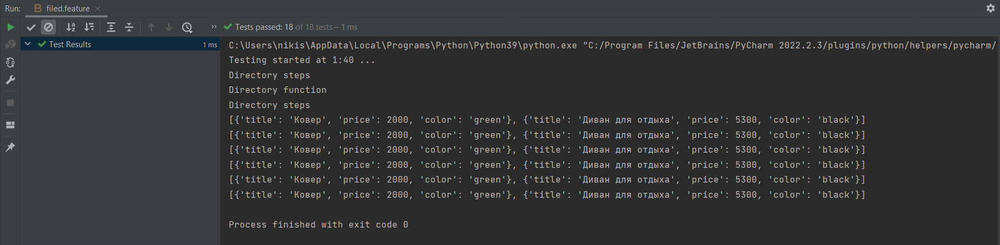 Run: filed.feature
Tests passed: 18 of 18 tests – 1 ms
Test Results 1 ms
C:\Users\nikis\AppData\Local\Programs\Python\Python39\python.exe "C:/Program Files/JetBrains/PyCharm 2022.2.3/plugins/python/helpers/pycharm/
Testing started at 1:40 ...
Directory steps
Directory function
Directory steps
[{'title': 'Ковер', 'price': 2000, 'color': 'green'}, {'title': 'Диван для отдыха', 'price': 5300, 'color': 'black'}]
[{'title': 'Ковер', 'price': 2000, 'color': 'green'}, {'title': 'Диван для отдыха', 'price': 5300, 'color': 'black'}]
[{'title': 'Ковер', 'price': 2000, 'color': 'green'}, {'title': 'Диван для отдыха', 'price': 5300, 'color': 'black'}]
[{'title': 'Ковер', 'price': 2000, 'color': 'green'}, {'title': 'Диван для отдыха', 'price': 5300, 'color': 'black'}]
[{'title': 'Ковер', 'price': 2000, 'color': 'green'}, {'title': 'Диван для отдыха', 'price': 5300, 'color': 'black'}]
[{'title': 'Ковер', 'price': 2000, 'color': 'green'}, {'title': 'Диван для отдыха', 'price': 5300, 'color': 'black'}]
Process finished with exit code 0